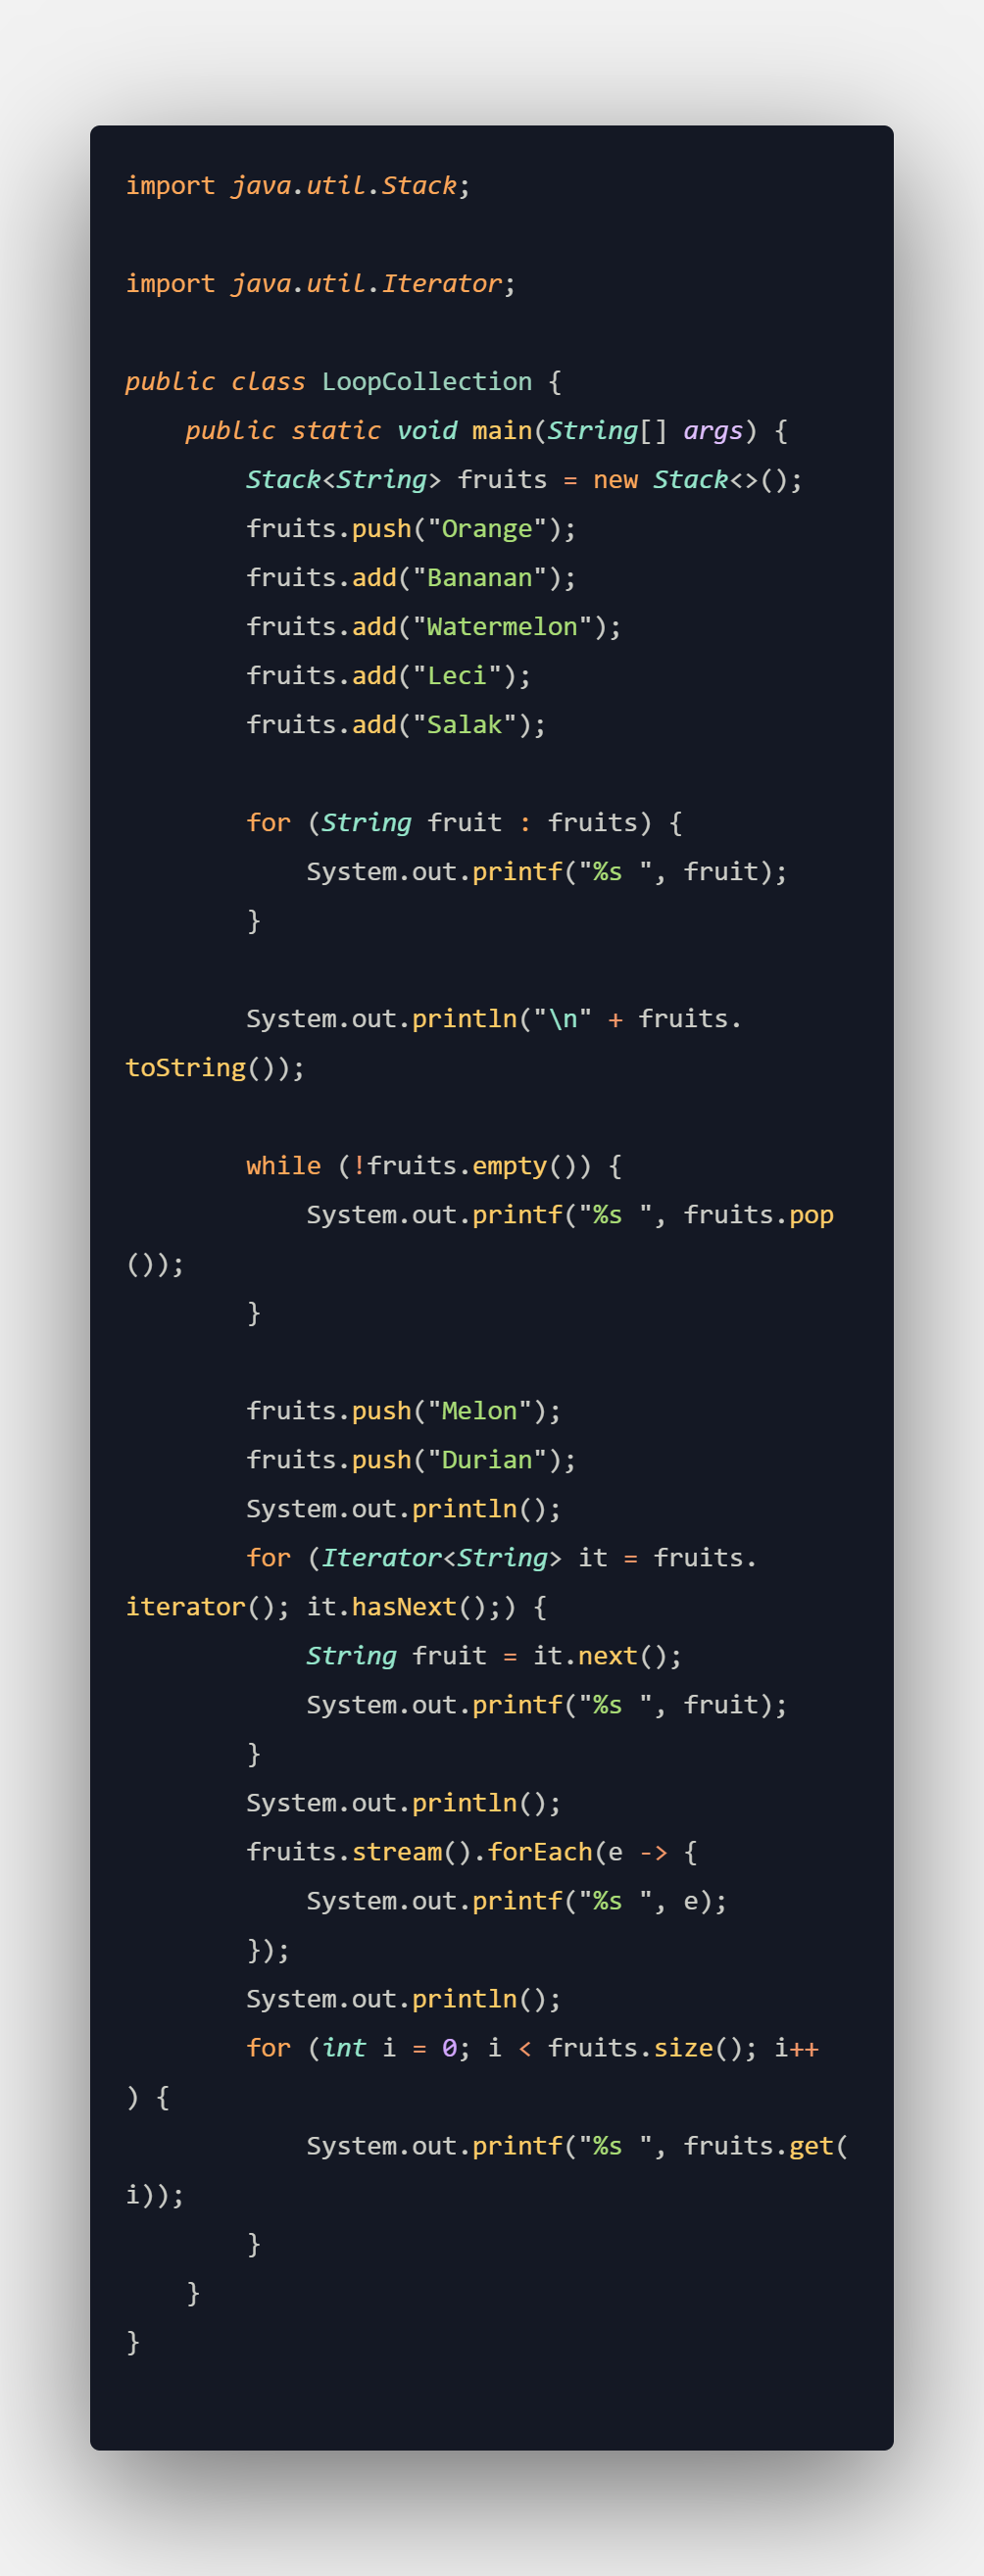 import java.util.Stack;
import java.util.Iterator;
public class LoopCollection {
    public static void main(String[] args) {
        Stack<String> fruits = new Stack<>();
        fruits.push("Orange");
        fruits.add("Bananan");
        fruits.add("Watermelon");
        fruits.add("Leci");
        fruits.add("Salak");
        for (String fruit : fruits) {
            System.out.printf("%s ", fruit);
        }
        System.out.println("\n" + fruits.
toString());
        while (!fruits.empty()) {
            System.out.printf("%s ", fruits.pop
());
        }
        fruits.push("Melon");
        fruits.push("Durian");
        System.out.println();
        for (Iterator<String> it = fruits.
iterator(); it.hasNext();) {
            String fruit = it.next();
            System.out.printf("%s ", fruit);
        }
        System.out.println();
        fruits.stream().forEach(e -> {
            System.out.printf("%s ", e);
        });
        System.out.println();
        for (int i = 0; i < fruits.size(); i++
) {
            System.out.printf("%s ", fruits.get(
i));
        }
    }
}